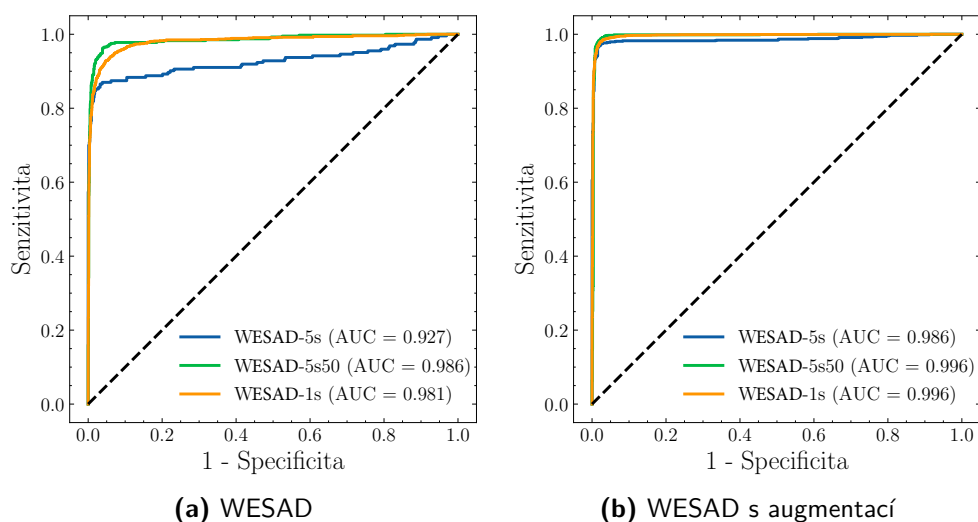 1.0
0.8
0.6
0.4
0.2
0.0
Senzitivita
WESAD-5s (AUC = 0.927)
WESAD-5s50 (AUC = 0.986)
WESAD-1s (AUC = 0.981)
0.0 0.2 0.4 0.6 0.8 1.0
1 - Specificita
(a) WESAD
1.0
0.8
0.6
0.4
0.2
0.0
Senzitivita
WESAD-5s (AUC = 0.986)
WESAD-5s50 (AUC = 0.996)
WESAD-1s (AUC = 0.996)
0.0 0.2 0.4 0.6 0.8 1.0
1 - Specificita
(b) WESAD s augmentací